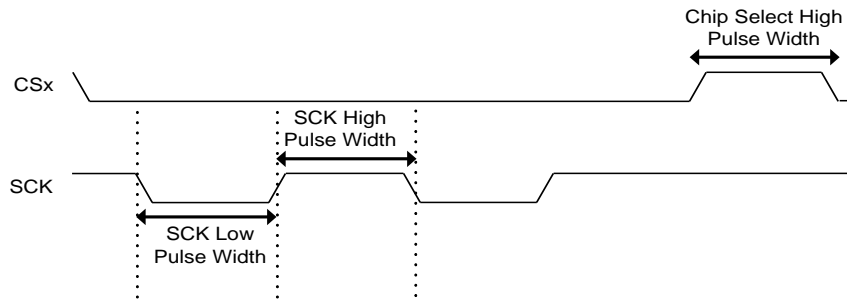 Chip Select High
Pulse Width
CSx
SCK High
Pulse Width
SCK
SCK Low
Pulse Width